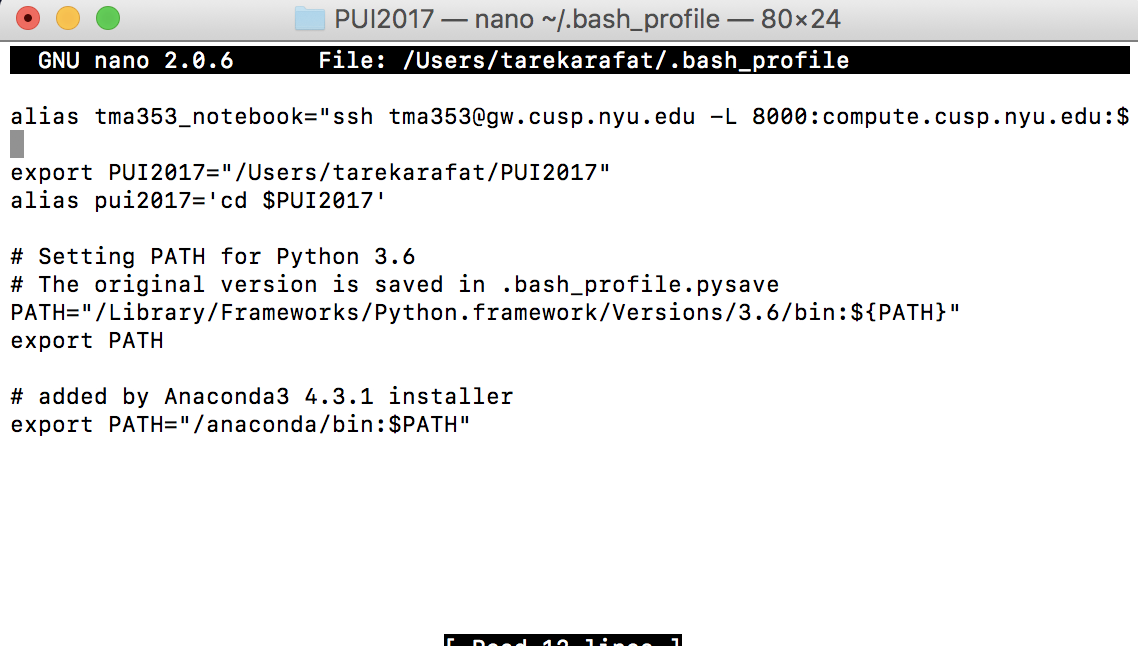 PUI2017 — nano ~/.bash_profile — 80×24
GNU nano 2.0.6 File: /Users/tarekarafat/.bash_profile
alias tma353_notebook="ssh tma353@gw.cusp.nyu.edu -L 8000:compute.cusp.nyu.edu:$
export PUI2017="/Users/tarekarafat/PUI2017"
alias pui2017='cd $PUI2017'
# Setting PATH for Python 3.6
# The original version is saved in .bash_profile.pysave
PATH="/Library/Frameworks/Python.framework/Versions/3.6/bin:${PATH}"
export PATH
# added by Anaconda3 4.3.1 installer
export PATH="/anaconda/bin:$PATH"
[ Read 12 lines ]